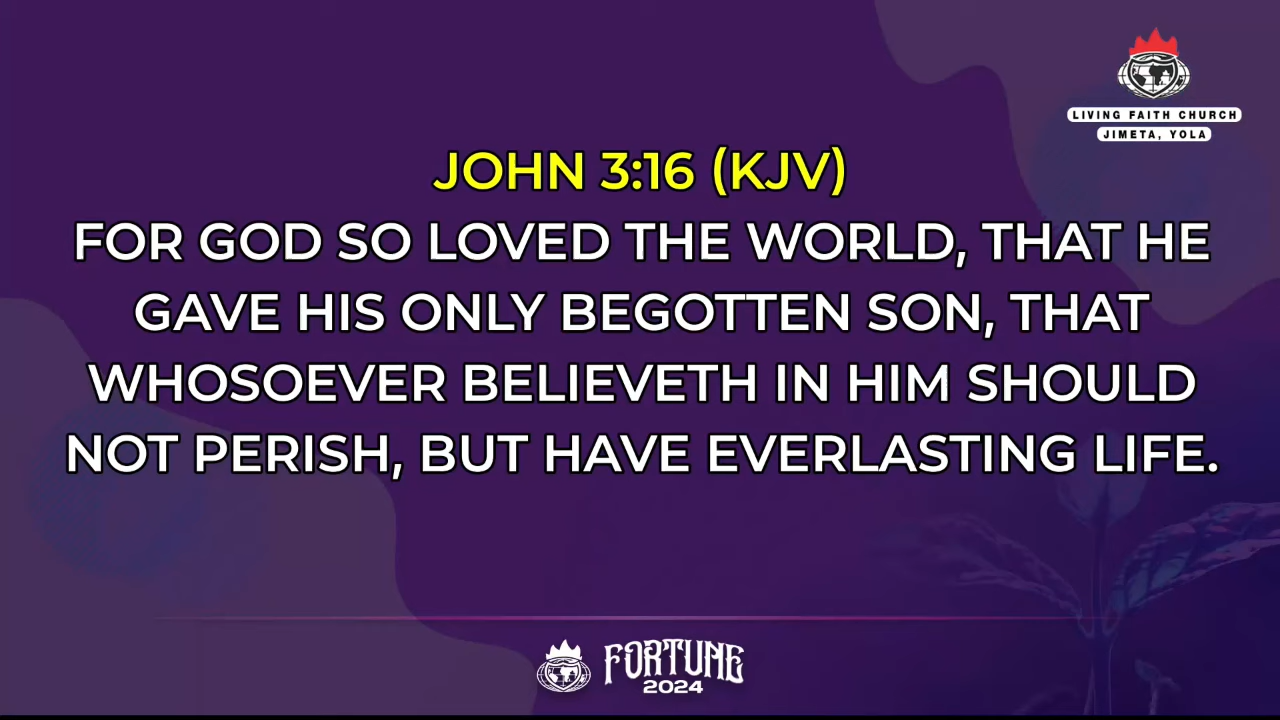 LIVING FAITH CHURCH
JIMETA, YOLA
JOHN 3:16 (KJV)
FOR GOD SO LOVED THE WORLD, THAT HE
GAVE HIS ONLY BEGOTTEN SON, THAT
WHOSOEVER BELIEVETH IN HIM SHOULD
NOT PERISH, BUT HAVE EVERLASTING LIFE.
FORTUNE
2024